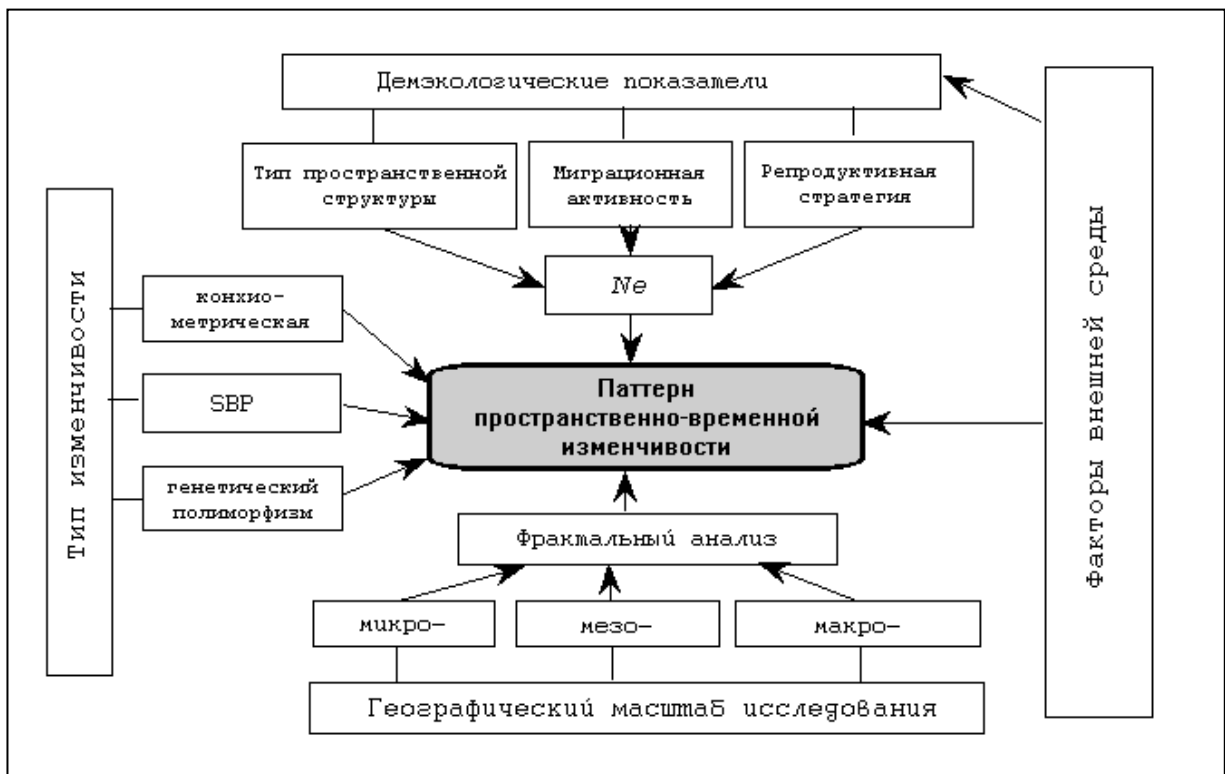 Демэкологические показатели
Тип пространственной
структуры
Миграционная
активность
Репродуктивная
стратегия
Ne
Тип изменчивости
конхио-
метрическая
SBP
генетический
полиморфизм
Паттерн
пространственно-временной
изменчивости
Факторы внешней среды
Фрактальный анализ
микро-
мезо-
макро-
Географический масштаб исследования